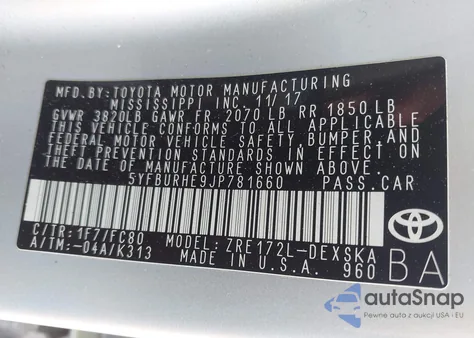 MFD.BY:TOYOTA MOTOR MANUFACTURING
MISSISSIPPI INC. 11/17
GVWR 3820LB GAWR FR 2070 LB RR 1850 LB
THIS VEHICLE CONFORMS TO ALL APPLICABLE
FEDERAL MOTOR VEHICLE SAFETY,BUMPER,AND
THEFT PREVENTION STANDARDS IN EFFECT ON
THE DATE OF MANUFACTURE SHOWN ABOVE.
5YFBURHE9JP781660 PASS.CAR
C/TR:1F7/FC80 MODEL:ZRE172L-DEXSKA
A/TM:-04A/K313 MADE IN U.S.A. 960
TOYOTA
BA
autoSnap
Pewne auta z aukcji USA i EU